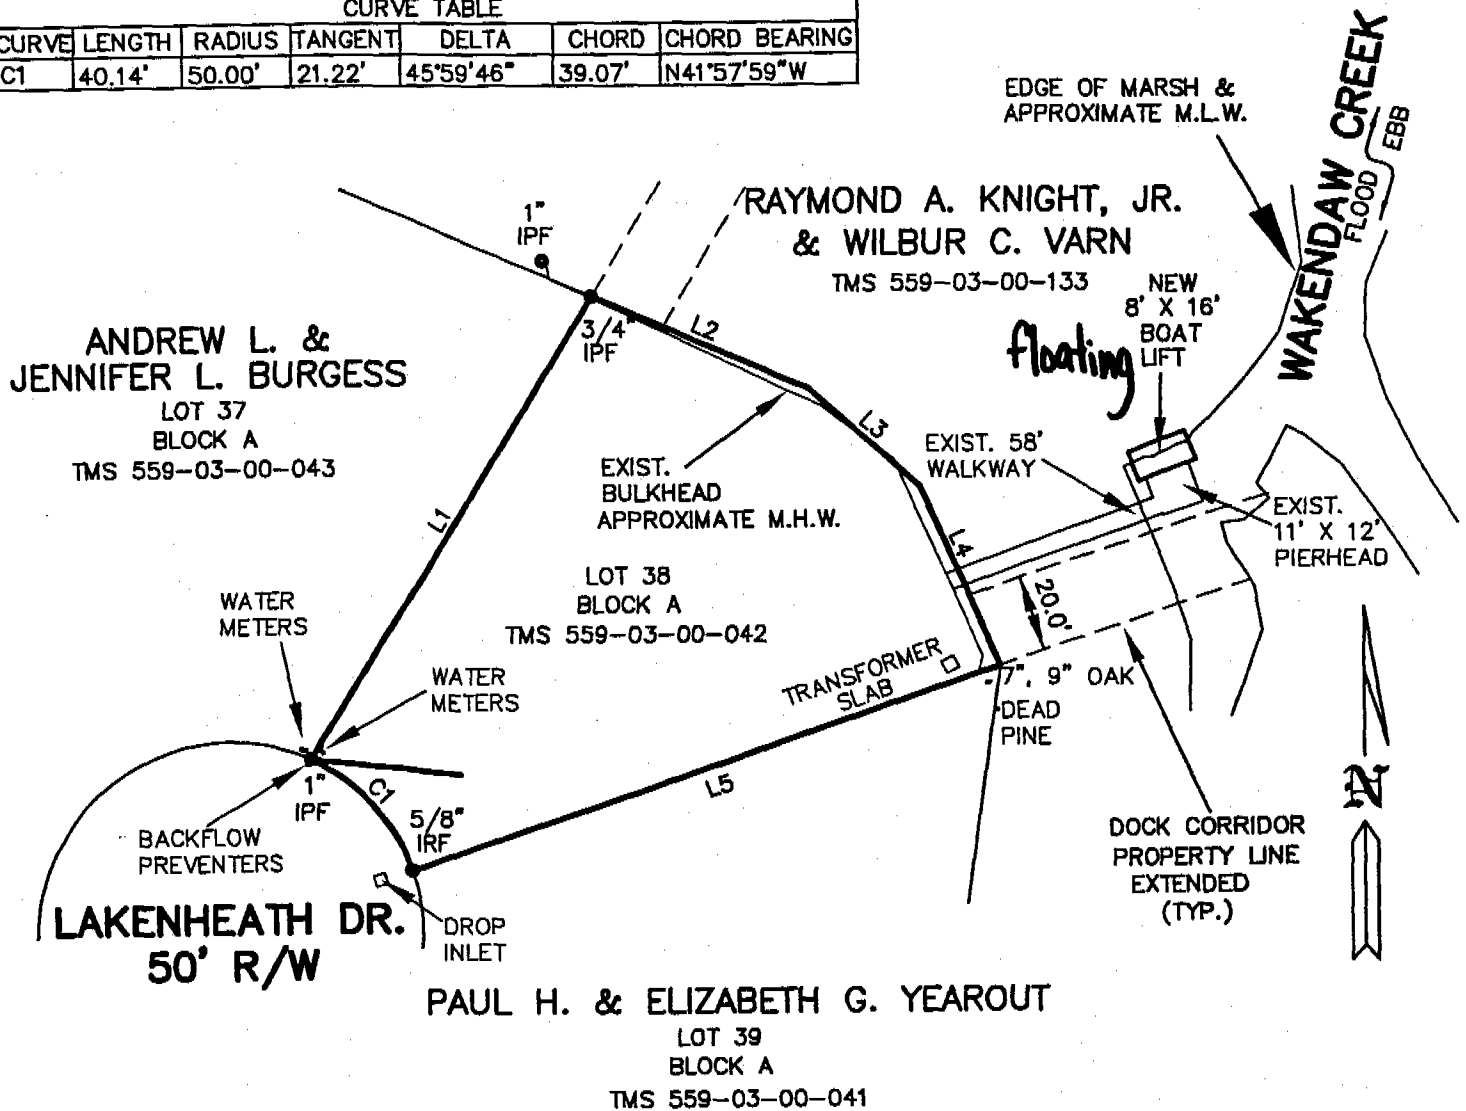 CURVE TABLE
CURVE LENGTH RADIUS TANGENT DELTA CHORD CHORD BEARING
C1 40.14' 50.00' 21.22' 45°59'46" 39.07' N41°57'59"W
EDGE OF MARSH &
APPROXIMATE M.L.W.
WAKENDAW CREEK
FLOOD
EBB
1"
IPF
RAYMOND A. KNIGHT, JR.
& WILBUR C. VARN
TMS 559-03-00-133
NEW
8' X 16'
BOAT
LIFT
floating
3/4"
IPF
L2
ANDREW L. &
JENNIFER L. BURGESS
LOT 37
BLOCK A
TMS 559-03-00-043
L3
EXIST. 58'
WALKWAY
EXIST.
BULKHEAD
APPROXIMATE M.H.W.
L1
L4
EXIST.
11' X 12'
PIERHEAD
LOT 38
BLOCK A
TMS 559-03-00-042
20.0'
WATER
METERS
WATER
METERS
TRANSFORMER
SLAB
7", 9" OAK
DEAD
PINE
L5
C1
1"
IPF
5/8"
IRF
BACKFLOW
PREVENTERS
N
DOCK CORRIDOR
PROPERTY LINE
EXTENDED
(TYP.)
LAKENHEATH DR.
50' R/W
DROP
INLET
PAUL H. & ELIZABETH G. YEAROUT
LOT 39
BLOCK A
TMS 559-03-00-041